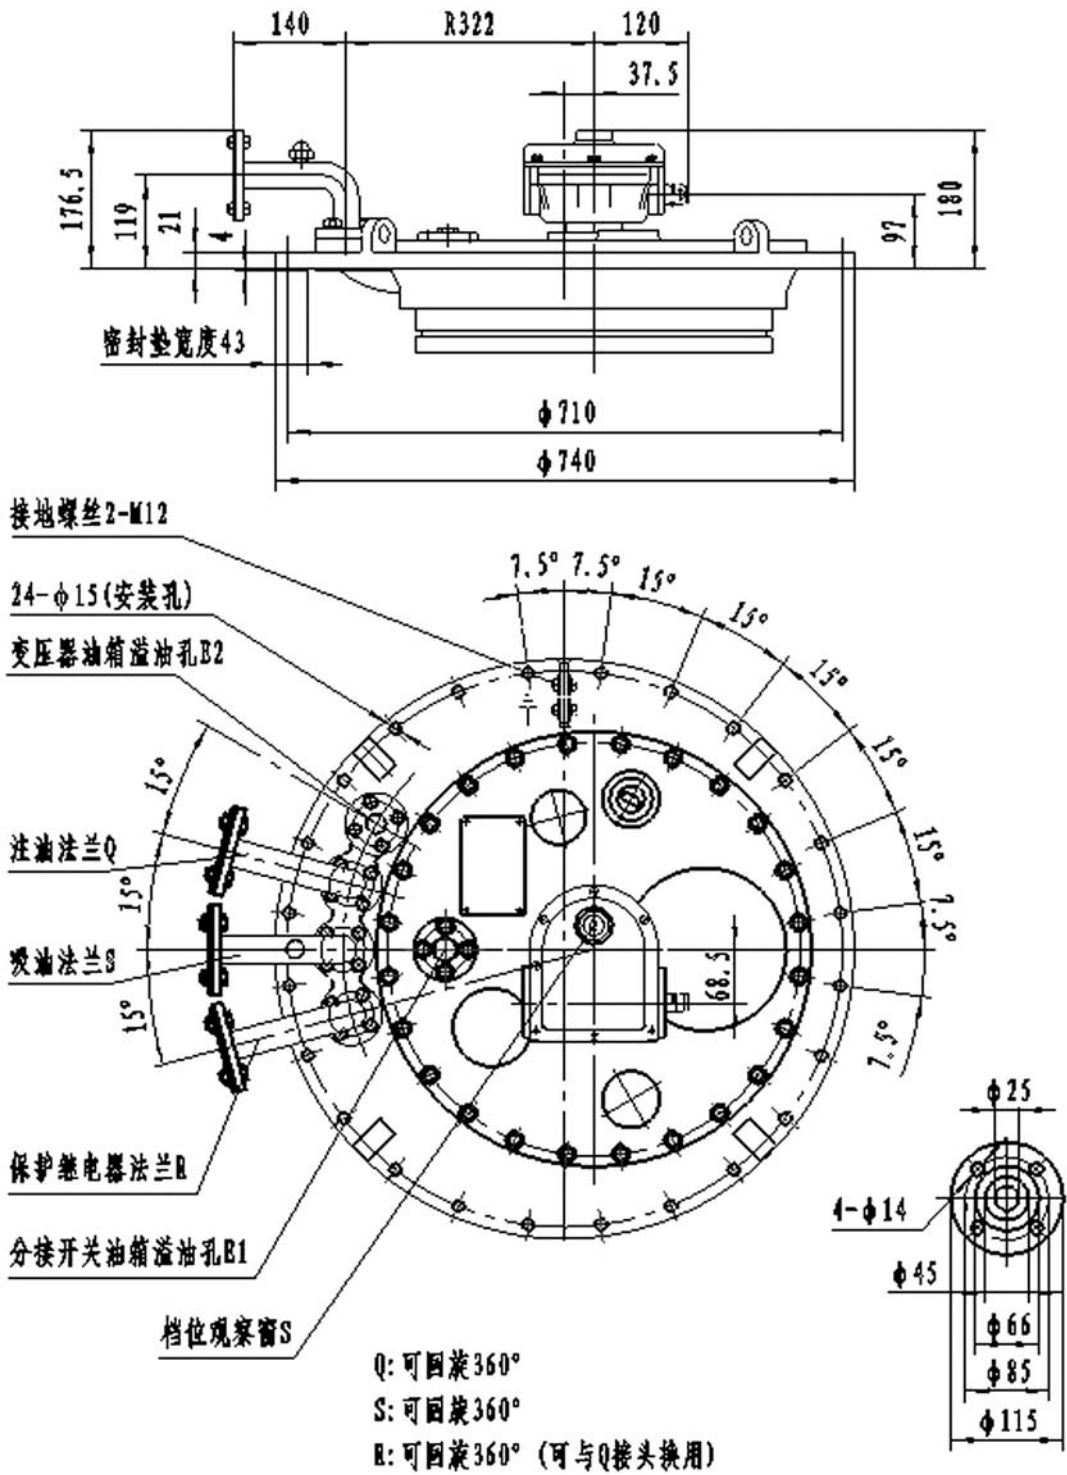 140
R322
120
37.5
176.5
119
21
4
180
97
密封垫宽度43
ϕ710
ϕ740
接地螺丝2-M12
24-ϕ15(安装孔)
变压器油箱溢油孔E2
7.5°
7.5°
15°
15°
15°
15°
15°
7.5°
7.5°
15°
注油法兰Q
15°
吸油法兰S
15°
68.5
保护继电器法兰R
分接开关油箱溢油孔E1
档位观察窗S
ϕ25
4-ϕ14
ϕ45
ϕ66
ϕ85
ϕ115
Q:可回旋360°
S:可回旋360°
R:可回旋360° (可与Q接头换用)